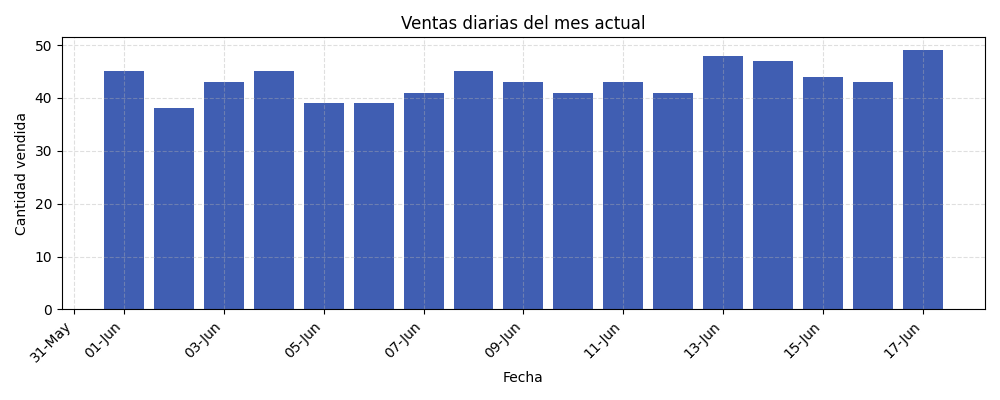 Ventas diarias del mes actual
50
40
30
20
10
0
Cantidad vendida
31-May
01-Jun
03-Jun
05-Jun
07-Jun
09-Jun
11-Jun
13-Jun
15-Jun
17-Jun
Fecha